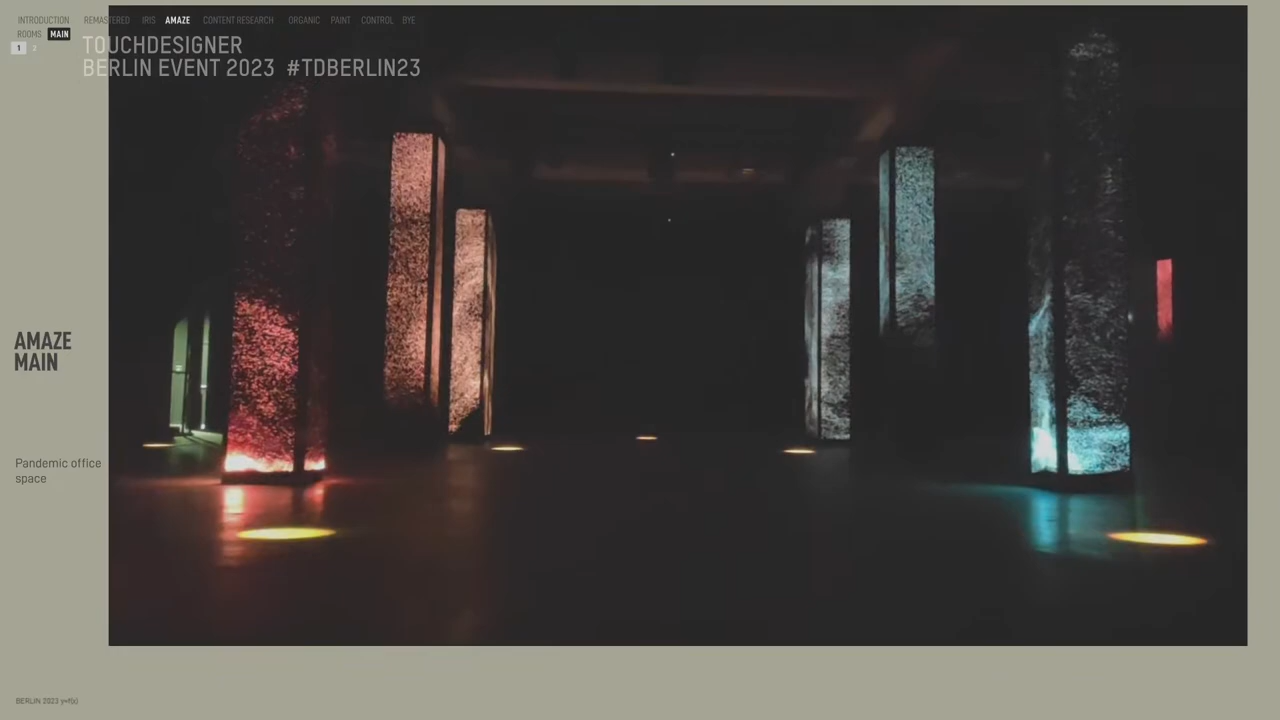 INTRODUCTION REMASTERED IRIS AMAZE CONTENT RESEARCH ORGANIC PAINT CONTROL BYE
ROOMS MAIN
1 2
TOUCHDESIGNER
BERLIN EVENT 2023 #TDBERLIN23
AMAZE
MAIN
Pandemic office
space
BERLIN 2023 y=f(x)